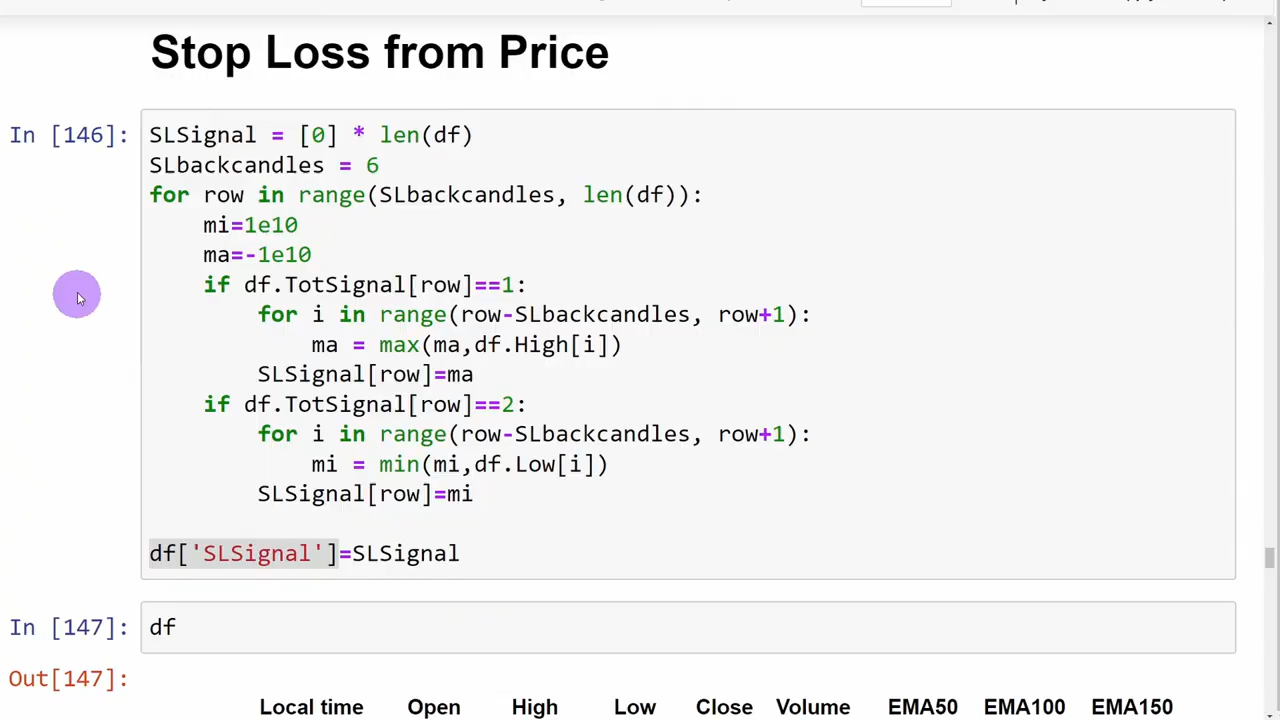 Stop Loss from Price
In [146]:
SLSignal = [0] * len(df)
SLbackcandles = 6
for row in range(SLbackcandles, len(df)):
    mi=1e10
    ma=-1e10
    if df.TotSignal[row]==1:
        for i in range(row-SLbackcandles, row+1):
            ma = max(ma,df.High[i])
        SLSignal[row]=ma
    if df.TotSignal[row]==2:
        for i in range(row-SLbackcandles, row+1):
            mi = min(mi,df.Low[i])
        SLSignal[row]=mi
df['SLSignal']=SLSignal
In [147]: df
Out[147]:
Local time Open High Low Close Volume EMA50 EMA100 EMA150